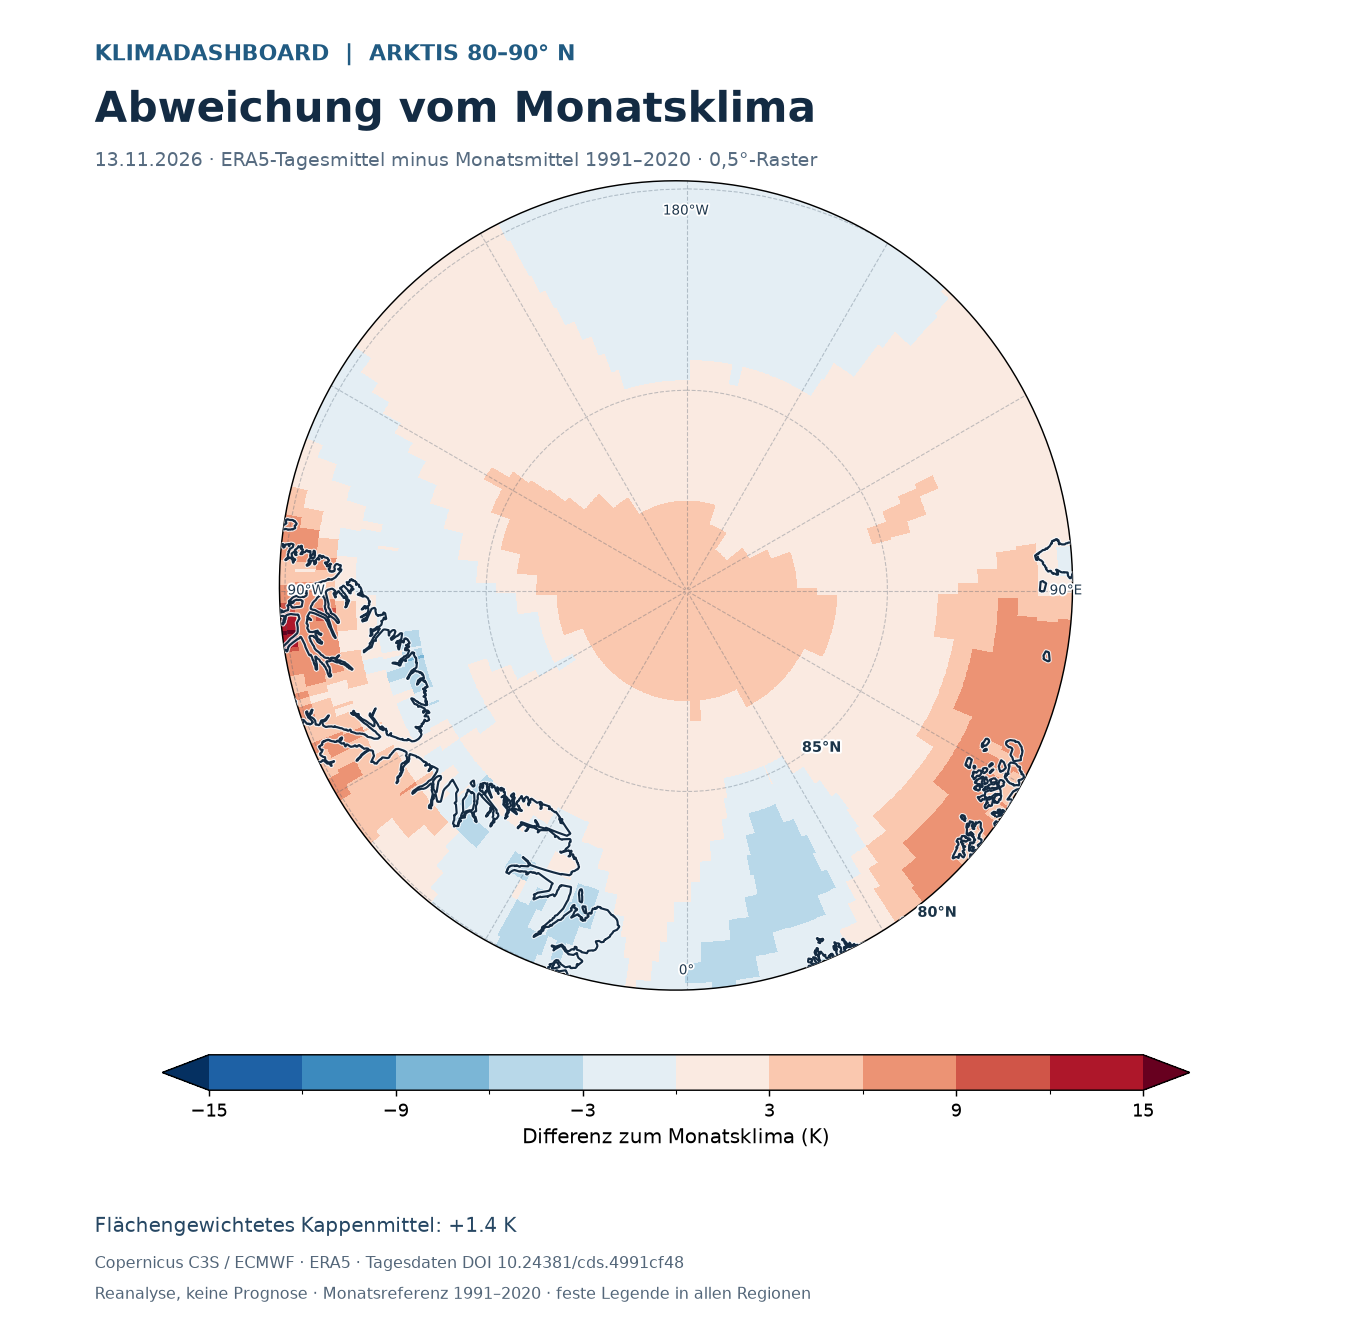 KLIMADASHBOARD | ARKTIS 80–90° N
Abweichung vom Monatsklima
13.11.2026 · ERA5-Tagesmittel minus Monatsmittel 1991–2020 · 0,5°-Raster
180°W
90°W
90°E
85°N
80°N
0°
−15 −9 −3 3 9 15
Differenz zum Monatsklima (K)
Flächengewichtetes Kappenmittel: +1.4 K
Copernicus C3S / ECMWF · ERA5 · Tagesdaten DOI 10.24381/cds.4991cf48
Reanalyse, keine Prognose · Monatsreferenz 1991–2020 · feste Legende in allen Regionen